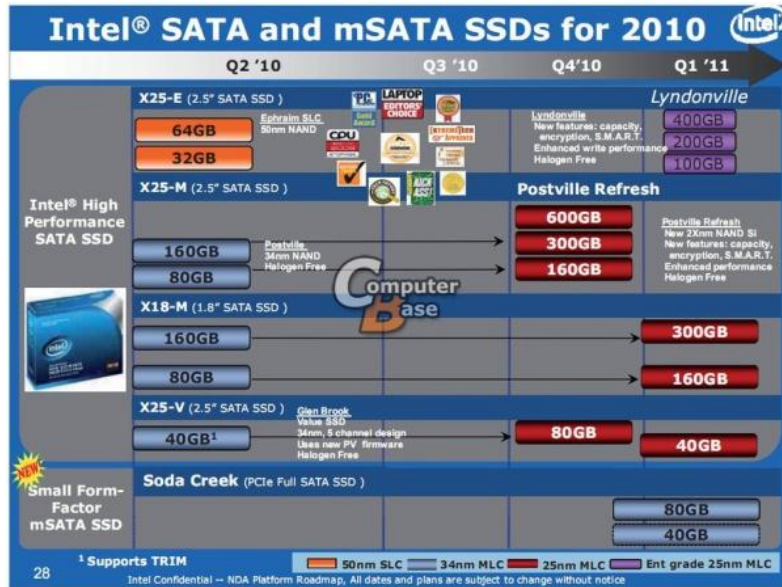 Intel® SATA and mSATA SSDs for 2010
intel
Q2 '10 Q3 '10 Q4'10 Q1 '11
Intel® High
Performance
SATA SSD
X25-E (2.5" SATA SSD)
64GB
32GB
Ephraim SLC
50nm NAND
PC
Gold
Award
LAPTOP
EDITORS'
CHOICE
CPU
Lyndonville
New features: capacity,
encryption, S.M.A.R.T.
Enhanced write performance
Halogen Free
Lyndonville
400GB
200GB
100GB
X25-M (2.5" SATA SSD)
Postville Refresh
160GB
80GB
Postville
34nm NAND
Halogen Free
600GB
300GB
160GB
Postville Refresh
New 2Xnm NAND Si
New features: capacity,
encryption, S.M.A.R.T.
Enhanced performance
Halogen Free
Computer
Base
X18-M (1.8" SATA SSD)
160GB
300GB
80GB
160GB
X25-V (2.5" SATA SSD)
40GB¹
Glen Brook
Value SSD
34nm, 5 channel design
Uses new PV firmware
Halogen Free
80GB
40GB
NEW
Small Form-
Factor
mSATA SSD
Soda Creek (PCIe Full SATA SSD)
80GB
40GB
¹ Supports TRIM
50nm SLC 34nm MLC 25nm MLC Ent grade 25nm MLC
28
Intel Confidential -- NDA Platform Roadmap, All dates and plans are subject to change without notice